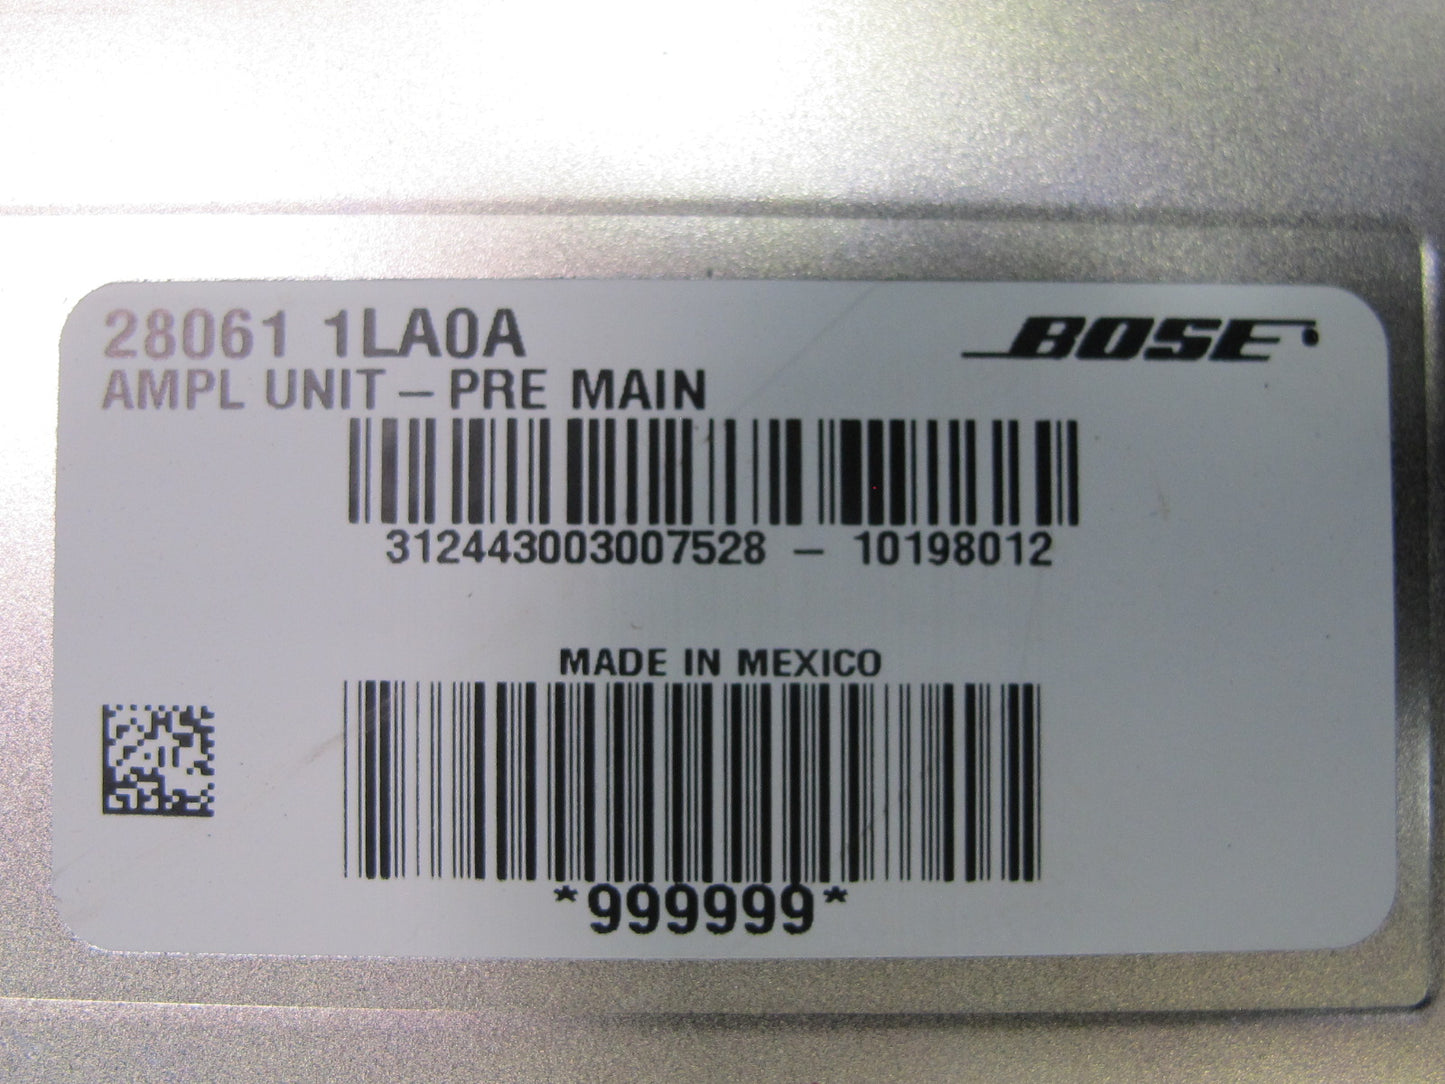 28061 1LA0A
BOSE
AMPL UNIT – PRE MAIN
312443003007528 – 10198012
MADE IN MEXICO
*999999*